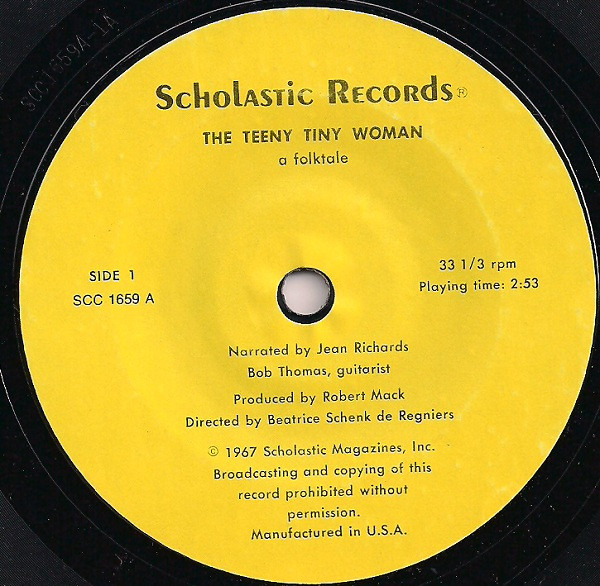 SCC1659A-1A
Scholastic Records®
THE TEENY TINY WOMAN
a folktale
SIDE 1
SCC 1659 A
33 1/3 rpm
Playing time: 2:53
Narrated by Jean Richards
Bob Thomas, guitarist
Produced by Robert Mack
Directed by Beatrice Schenk de Regniers
© 1967 Scholastic Magazines, Inc.
Broadcasting and copying of this
record prohibited without
permission.
Manufactured in U.S.A.